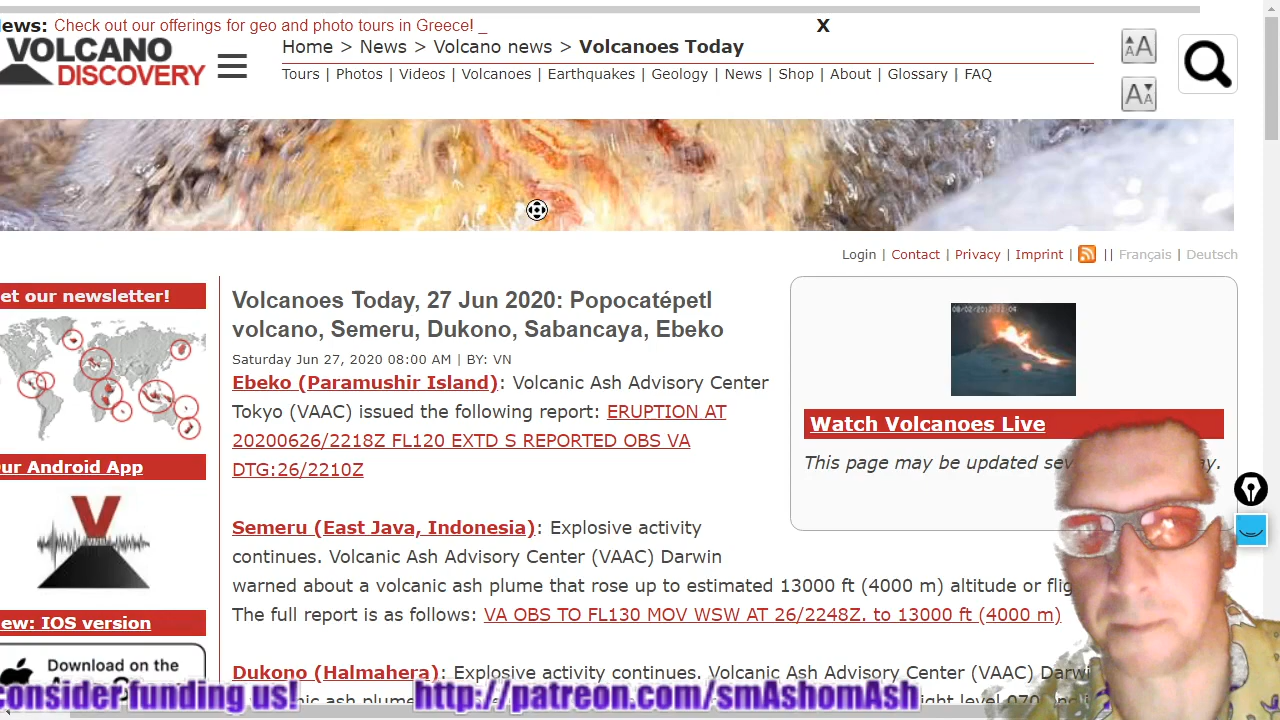 ews: Check out our offerings for geo and photo tours in Greece! _ X
VOLCANO
DISCOVERY
Home > News > Volcano news > Volcanoes Today
Tours | Photos | Videos | Volcanoes | Earthquakes | Geology | News | Shop | About | Glossary | FAQ
AA
AA
Login | Contact | Privacy | Imprint | || Français | Deutsch
et our newsletter!
ur Android App
V
ew: IOS version
Download on the
Volcanoes Today, 27 Jun 2020: Popocatépetl
volcano, Semeru, Dukono, Sabancaya, Ebeko
Saturday Jun 27, 2020 08:00 AM | BY: VN
Ebeko (Paramushir Island): Volcanic Ash Advisory Center
Tokyo (VAAC) issued the following report: ERUPTION AT
20200626/2218Z FL120 EXTD S REPORTED OBS VA
DTG:26/2210Z
Semeru (East Java, Indonesia): Explosive activity
continues. Volcanic Ash Advisory Center (VAAC) Darwin
warned about a volcanic ash plume that rose up to estimated 13000 ft (4000 m) altitude or flig
The full report is as follows: VA OBS TO FL130 MOV WSW AT 26/2248Z. to 13000 ft (4000 m)
Dukono (Halmahera): Explosive activity continues. Volcanic Ash Advisory Center (VAAC) Darwi
Watch Volcanoes Live
This page may be updated sev y.
consider funding us! http://patreon.com/smAshomAsh